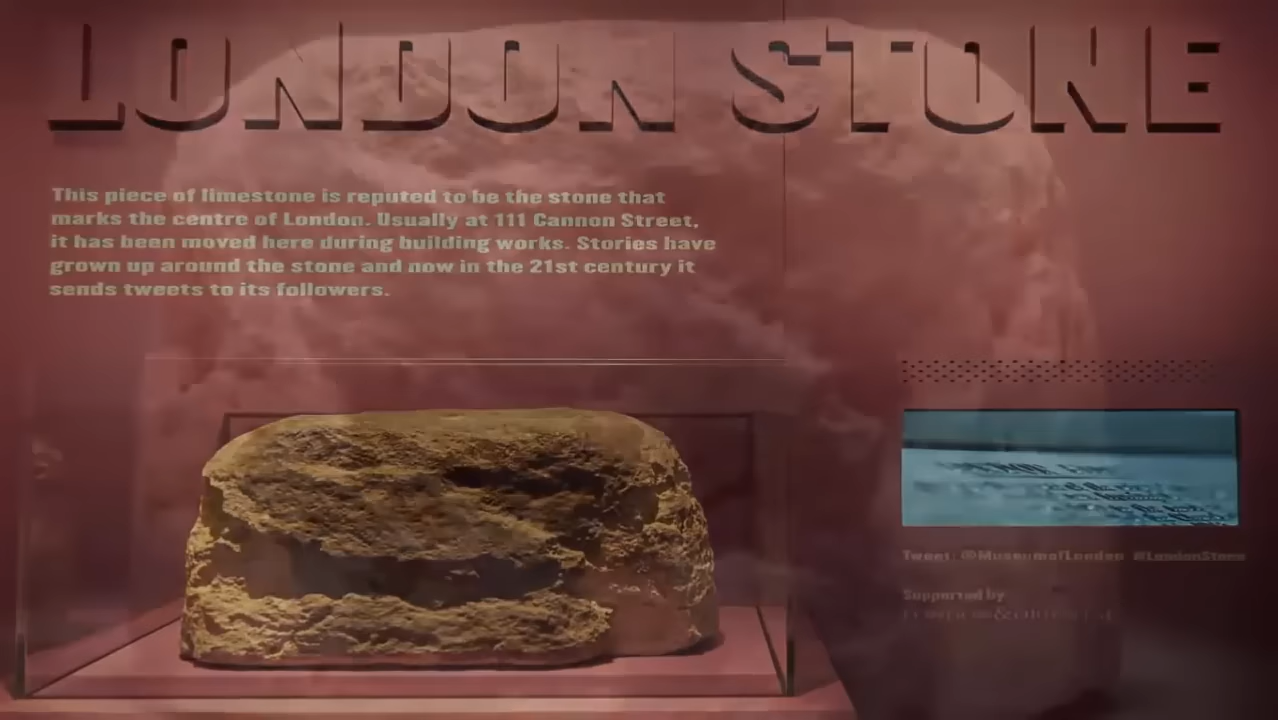 LONDON STONE
This piece of limestone is reputed to be the stone that
marks the centre of London. Usually at 111 Cannon Street,
it has been moved here during building works. Stories have
grown up around the stone and now in the 21st century it
sends tweets to its followers.
Tweet: @MuseumofLondon #LondonStone
Supported by